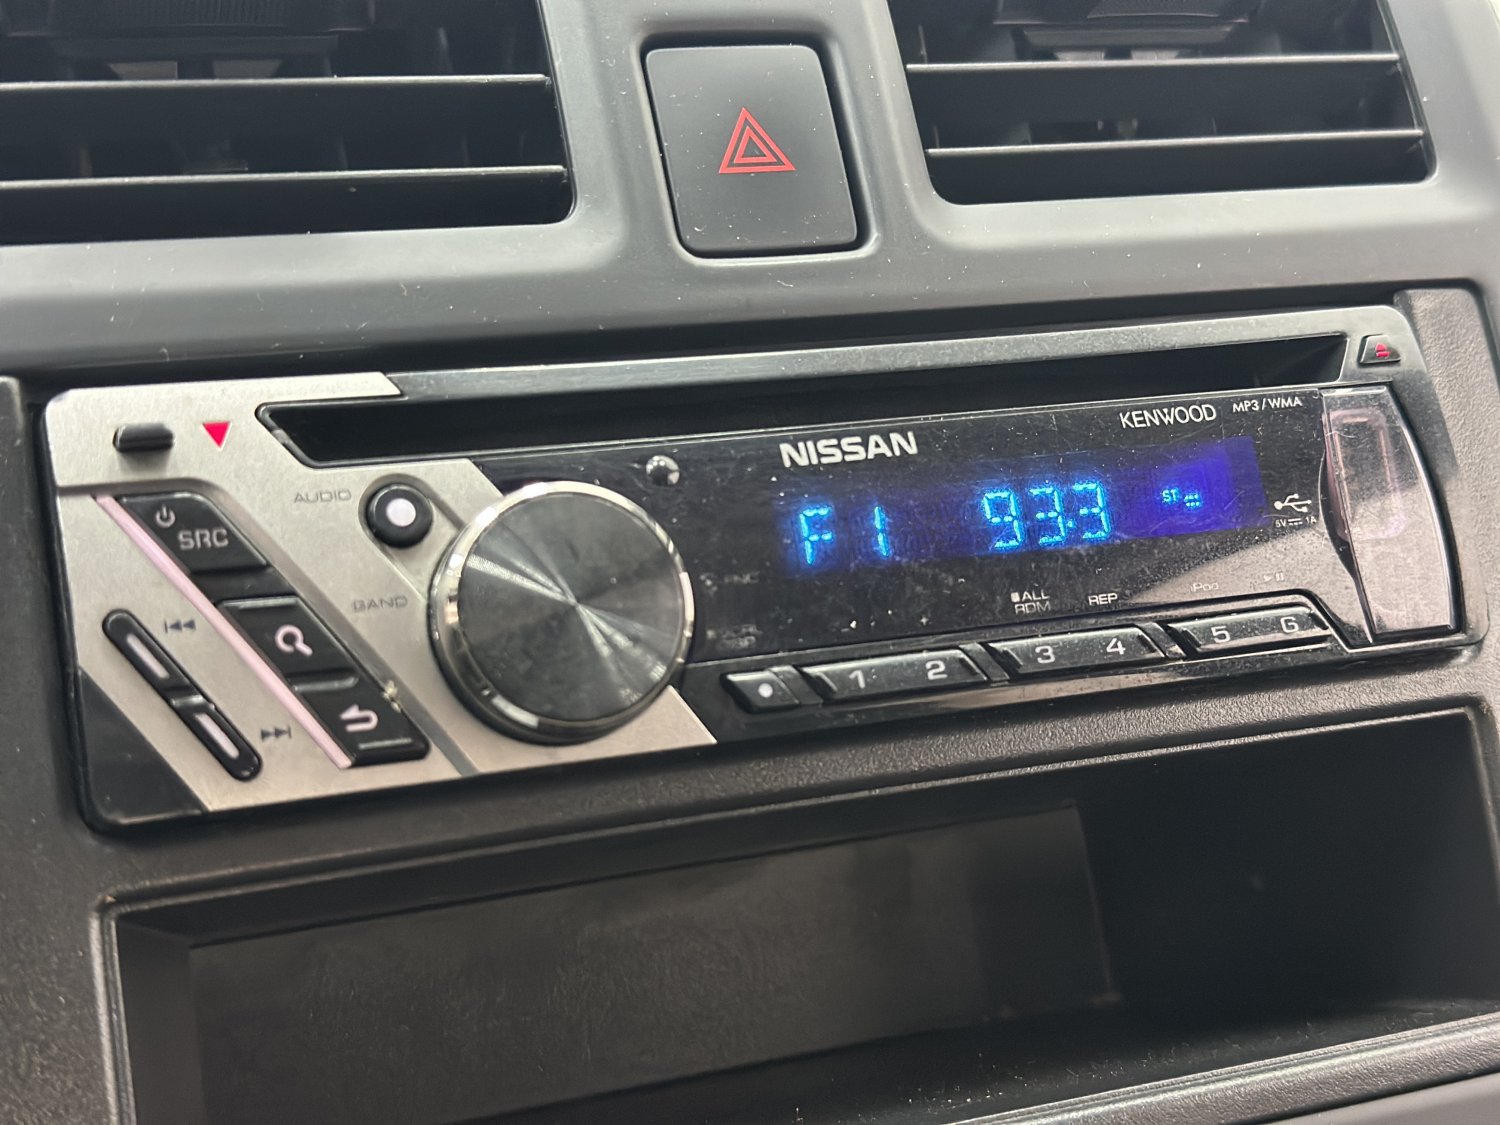 NISSAN
KENWOOD MP3/WMA
AUDIO
SRC
F1 93.3 ST
5V 1A
BAND
ALL
RDM
REP
iPod
1 2 3 4 5 6